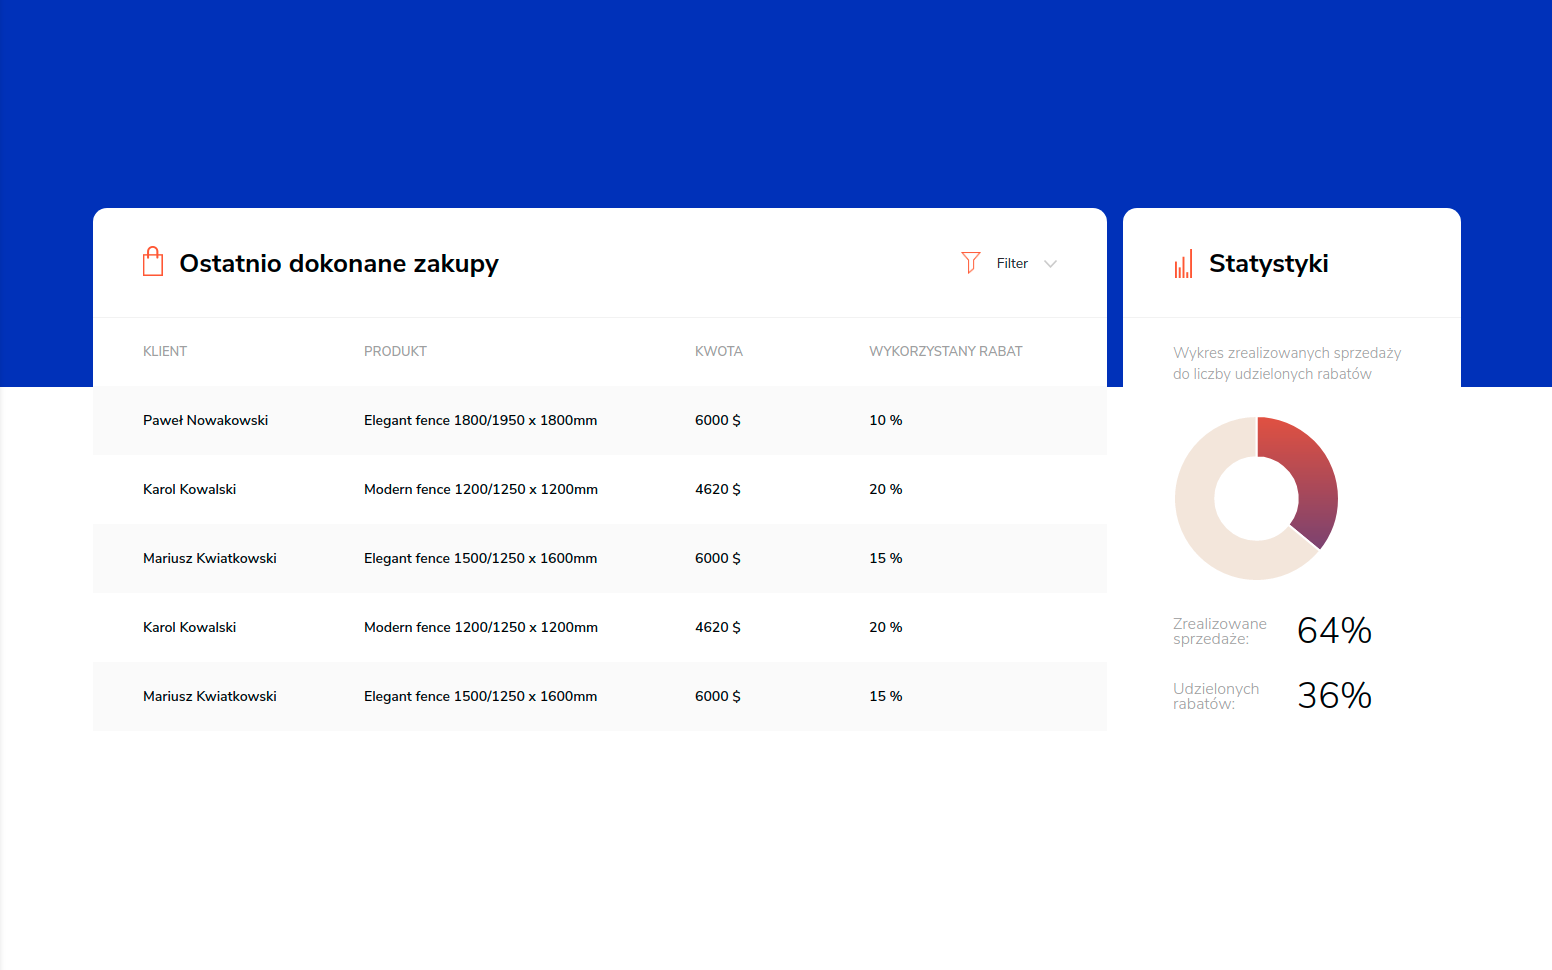 Ostatnio dokonane zakupy
Filter
KLIENT PRODUKT KWOTA WYKORZYSTANY RABAT
Paweł Nowakowski Elegant fence 1800/1950 x 1800mm 6000 $ 10 %
Karol Kowalski Modern fence 1200/1250 x 1200mm 4620 $ 20 %
Mariusz Kwiatkowski Elegant fence 1500/1250 x 1600mm 6000 $ 15 %
Karol Kowalski Modern fence 1200/1250 x 1200mm 4620 $ 20 %
Mariusz Kwiatkowski Elegant fence 1500/1250 x 1600mm 6000 $ 15 %
Statystyki
Wykres zrealizowanych sprzedaży
do liczby udzielonych rabatów
Zrealizowane
sprzedaże:
64%
Udzielonych
rabatów:
36%